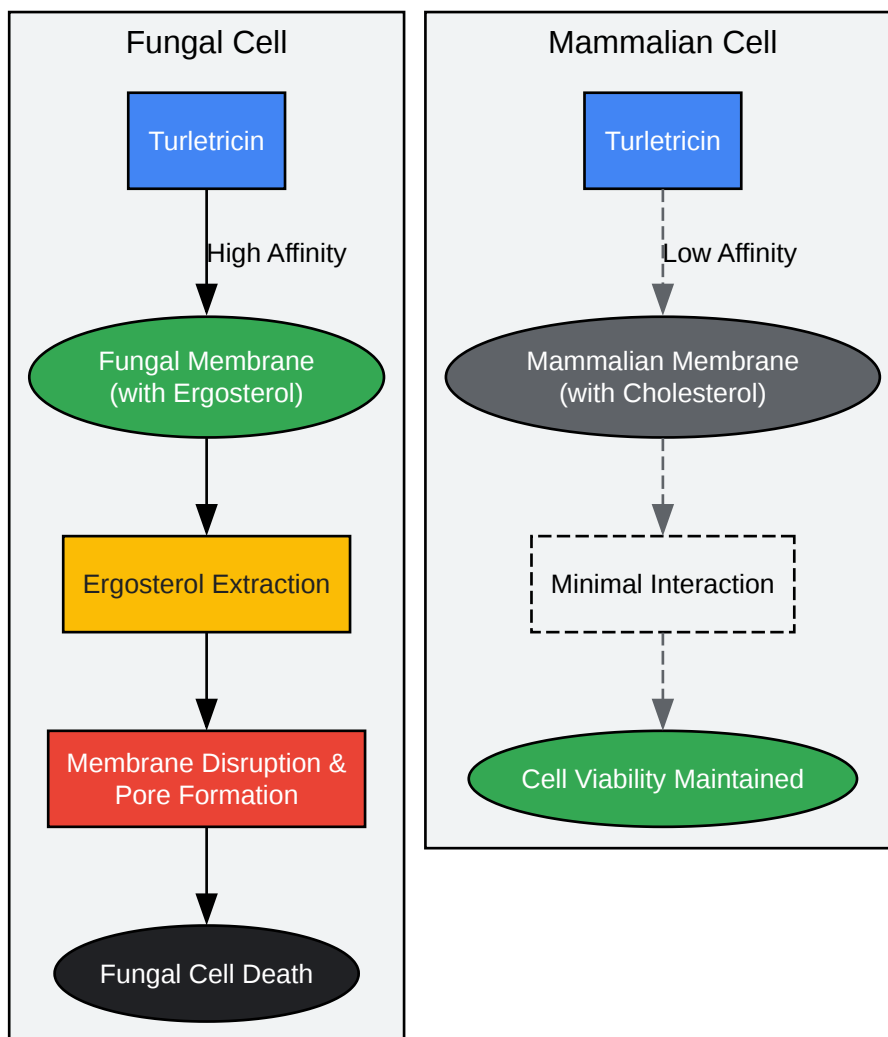 Fungal Cell
Turletricin
High Affinity
Fungal Membrane
(with Ergosterol)
Ergosterol Extraction
Membrane Disruption &
Pore Formation
Fungal Cell Death
Mammalian Cell
Turletricin
Low Affinity
Mammalian Membrane
(with Cholesterol)
Minimal Interaction
Cell Viability Maintained